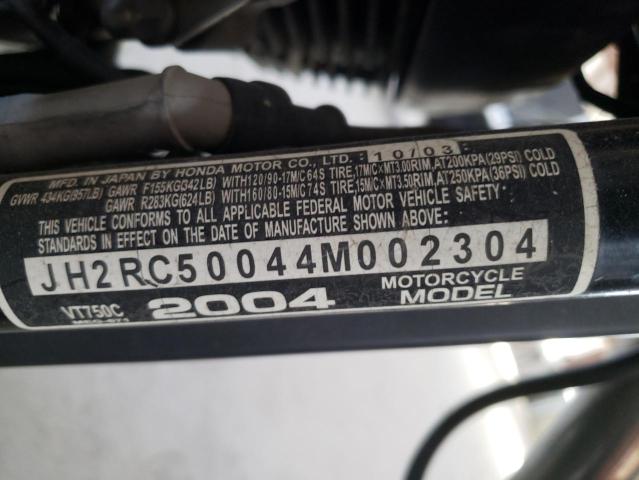 MFD. IN JAPAN BY HONDA MOTOR CO., LTD. 10/03
GVWR 434KG(957LB) GAWR F155KG(342LB) WITH120/90-17M/C64S TIRE,17M/CXMT3.00RIM,AT200KPA(29PSI) COLD
GAWR R283KG(624LB) WITH160/80-15M/C74S TIRE,15M/CXMT3.50RIM,AT250KPA(36PSI) COLD
THIS VEHICLE CONFORMS TO ALL APPLICABLE FEDERAL MOTOR VEHICLE SAFETY
STANDARDS IN EFFECT ON THE DATE OF MANUFACTURE SHOWN ABOVE.
JH2RC50044M002304
VT750C 2004 MOTORCYCLE MODEL